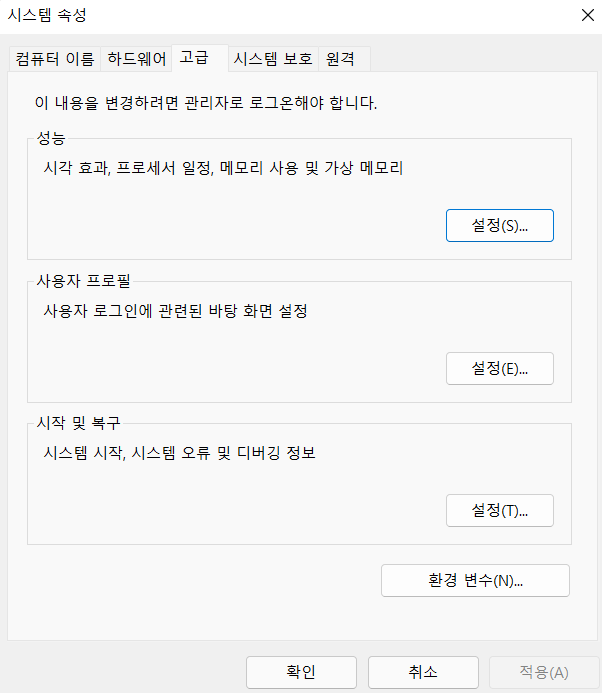 시스템 속성
컴퓨터 이름 하드웨어 고급 시스템 보호 원격
이 내용을 변경하려면 관리자로 로그온해야 합니다.
성능
시각 효과, 프로세서 일정, 메모리 사용 및 가상 메모리
설정(S)...
사용자 프로필
사용자 로그인에 관련된 바탕 화면 설정
설정(E)...
시작 및 복구
시스템 시작, 시스템 오류 및 디버깅 정보
설정(T)...
환경 변수(N)...
확인 취소 적용(A)